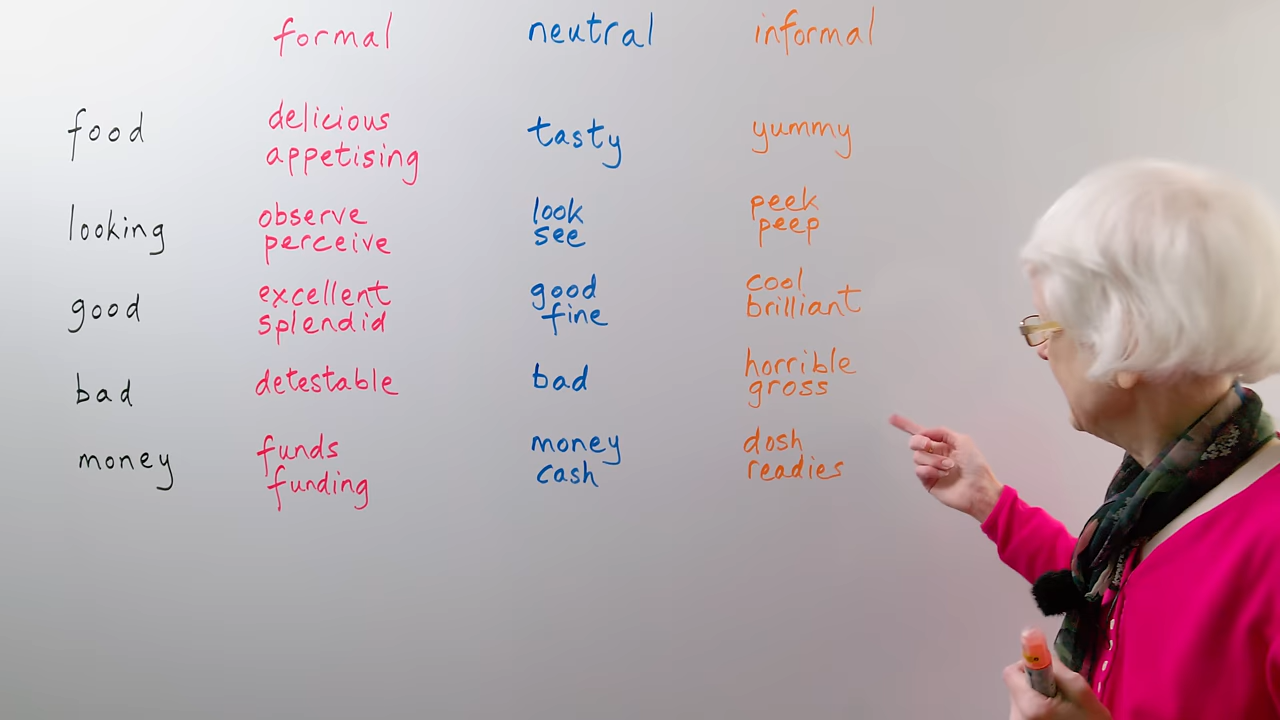 formal neutral informal
food delicious tasty yummy
appetising
looking observe look peek
perceive see peep
good excellent good cool
splendid fine brilliant
bad detestable bad horrible
gross
money funds money dosh
funding cash readies